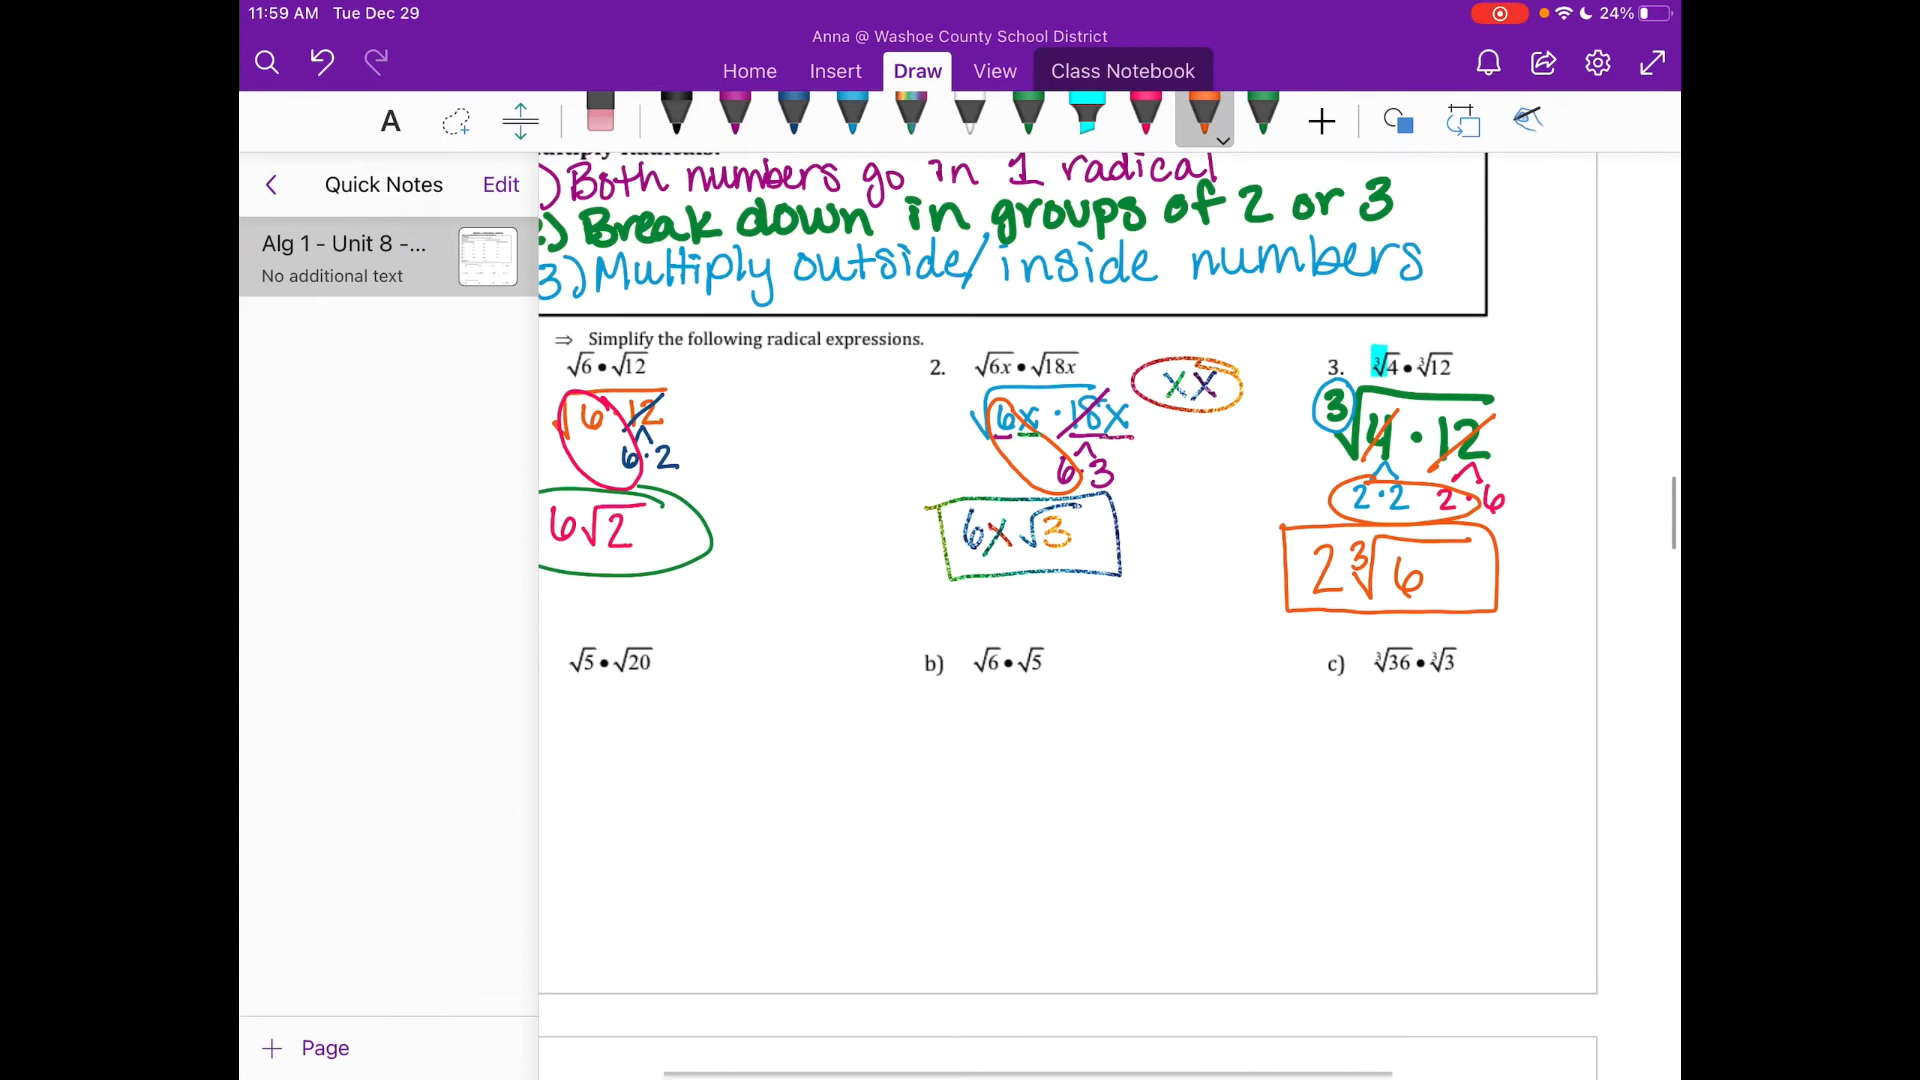 11:59 AM Tue Dec 29
24%
Anna @ Washoe County School District
Home Insert Draw View Class Notebook
A
Quick Notes Edit
Alg 1 - Unit 8 -...
No additional text
Radicals:
) Both numbers go in 1 radical
) Break down in groups of 2 or 3
3) Multiply outside/inside numbers
⇒ Simplify the following radical expressions.
√6 • √12
√6 · 12
6·2
6√2
2. √6x • √18x
xx
√6x · 18x
6·3
6x√3
3. ∛4 • ∛12
∛4 · 12
2·2 2·6
2∛6
√5 • √20
b) √6 • √5
c) ∛36 • ∛3
+ Page